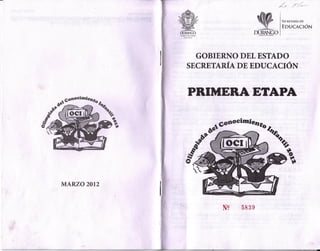 Olimpiada del Conocimiento Infantil 2012
OCI
MARZO 2012
DURANGO
DURANGO
SECRETARÍA DE
EDUCACIÓN
GOBIERNO DEL ESTADO
SECRETARÍA DE EDUCACIÓN
PRIMERA ETAPA
Olimpiada del Conocimiento Infantil 2012
OCI
Nº 5839